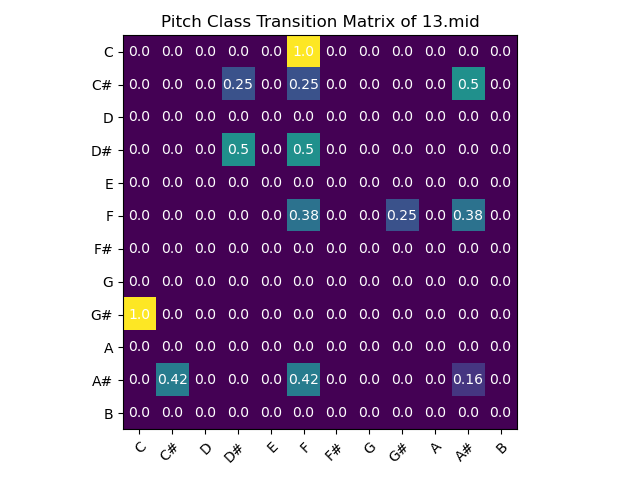 Pitch Class Transition Matrix of 13.mid
C 0.0 0.0 0.0 0.0 0.0 1.0 0.0 0.0 0.0 0.0 0.0 0.0
C# 0.0 0.0 0.0 0.25 0.0 0.25 0.0 0.0 0.0 0.0 0.5 0.0
D 0.0 0.0 0.0 0.0 0.0 0.0 0.0 0.0 0.0 0.0 0.0 0.0
D# 0.0 0.0 0.0 0.5 0.0 0.5 0.0 0.0 0.0 0.0 0.0 0.0
E 0.0 0.0 0.0 0.0 0.0 0.0 0.0 0.0 0.0 0.0 0.0 0.0
F 0.0 0.0 0.0 0.0 0.0 0.38 0.0 0.0 0.25 0.0 0.38 0.0
F# 0.0 0.0 0.0 0.0 0.0 0.0 0.0 0.0 0.0 0.0 0.0 0.0
G 0.0 0.0 0.0 0.0 0.0 0.0 0.0 0.0 0.0 0.0 0.0 0.0
G# 1.0 0.0 0.0 0.0 0.0 0.0 0.0 0.0 0.0 0.0 0.0 0.0
A 0.0 0.0 0.0 0.0 0.0 0.0 0.0 0.0 0.0 0.0 0.0 0.0
A# 0.0 0.42 0.0 0.0 0.0 0.42 0.0 0.0 0.0 0.0 0.16 0.0
B 0.0 0.0 0.0 0.0 0.0 0.0 0.0 0.0 0.0 0.0 0.0 0.0
C C# D D# E F F# G G# A A# B